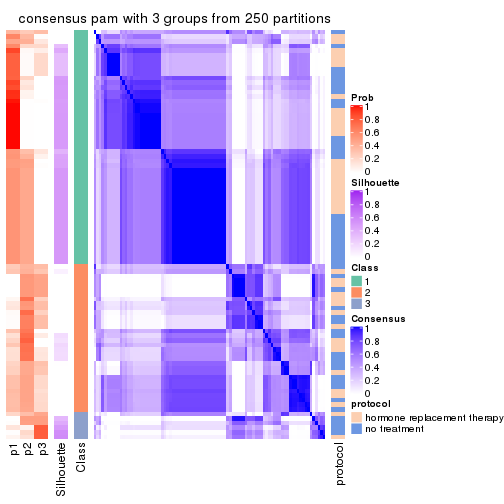 consensus pam with 3 groups from 250 partitions
Prob
1
0.8
0.6
0.4
0.2
0
Silhouette
1
0.8
0.6
0.4
0.2
0
Class
1
2
3
Consensus
1
0.8
0.6
0.4
0.2
0
protocol
hormone replacement therapy
no treatment
p1
p2
p3
Silhouette
Class
protocol